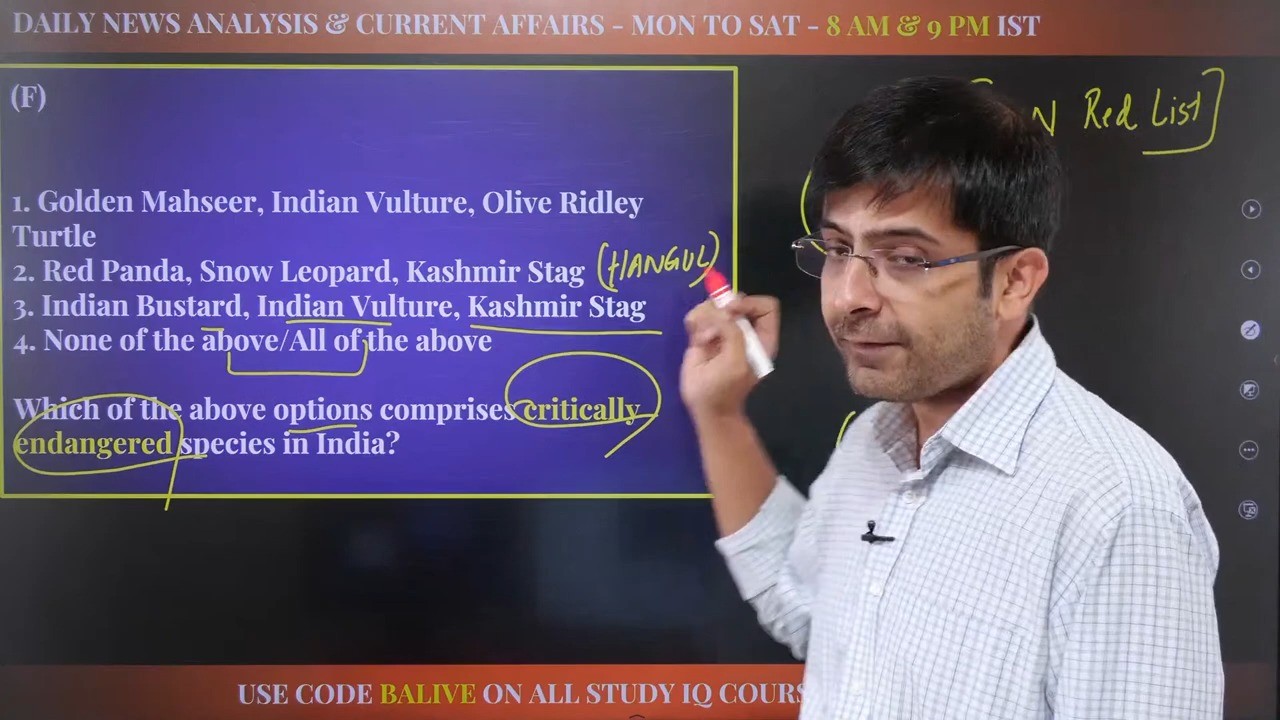 DAILY NEWS ANALYSIS & CURRENT AFFAIRS - MON TO SAT - 8 AM & 9 PM IST
(F)
Red List]
1. Golden Mahseer, Indian Vulture, Olive Ridley
Turtle
2. Red Panda, Snow Leopard, Kashmir Stag (HANGUL)
3. Indian Bustard, Indian Vulture, Kashmir Stag
4. None of the above/All of the above
Which of the above options comprises critically
endangered species in India?
USE CODE BALIVE ON ALL STUDY IQ